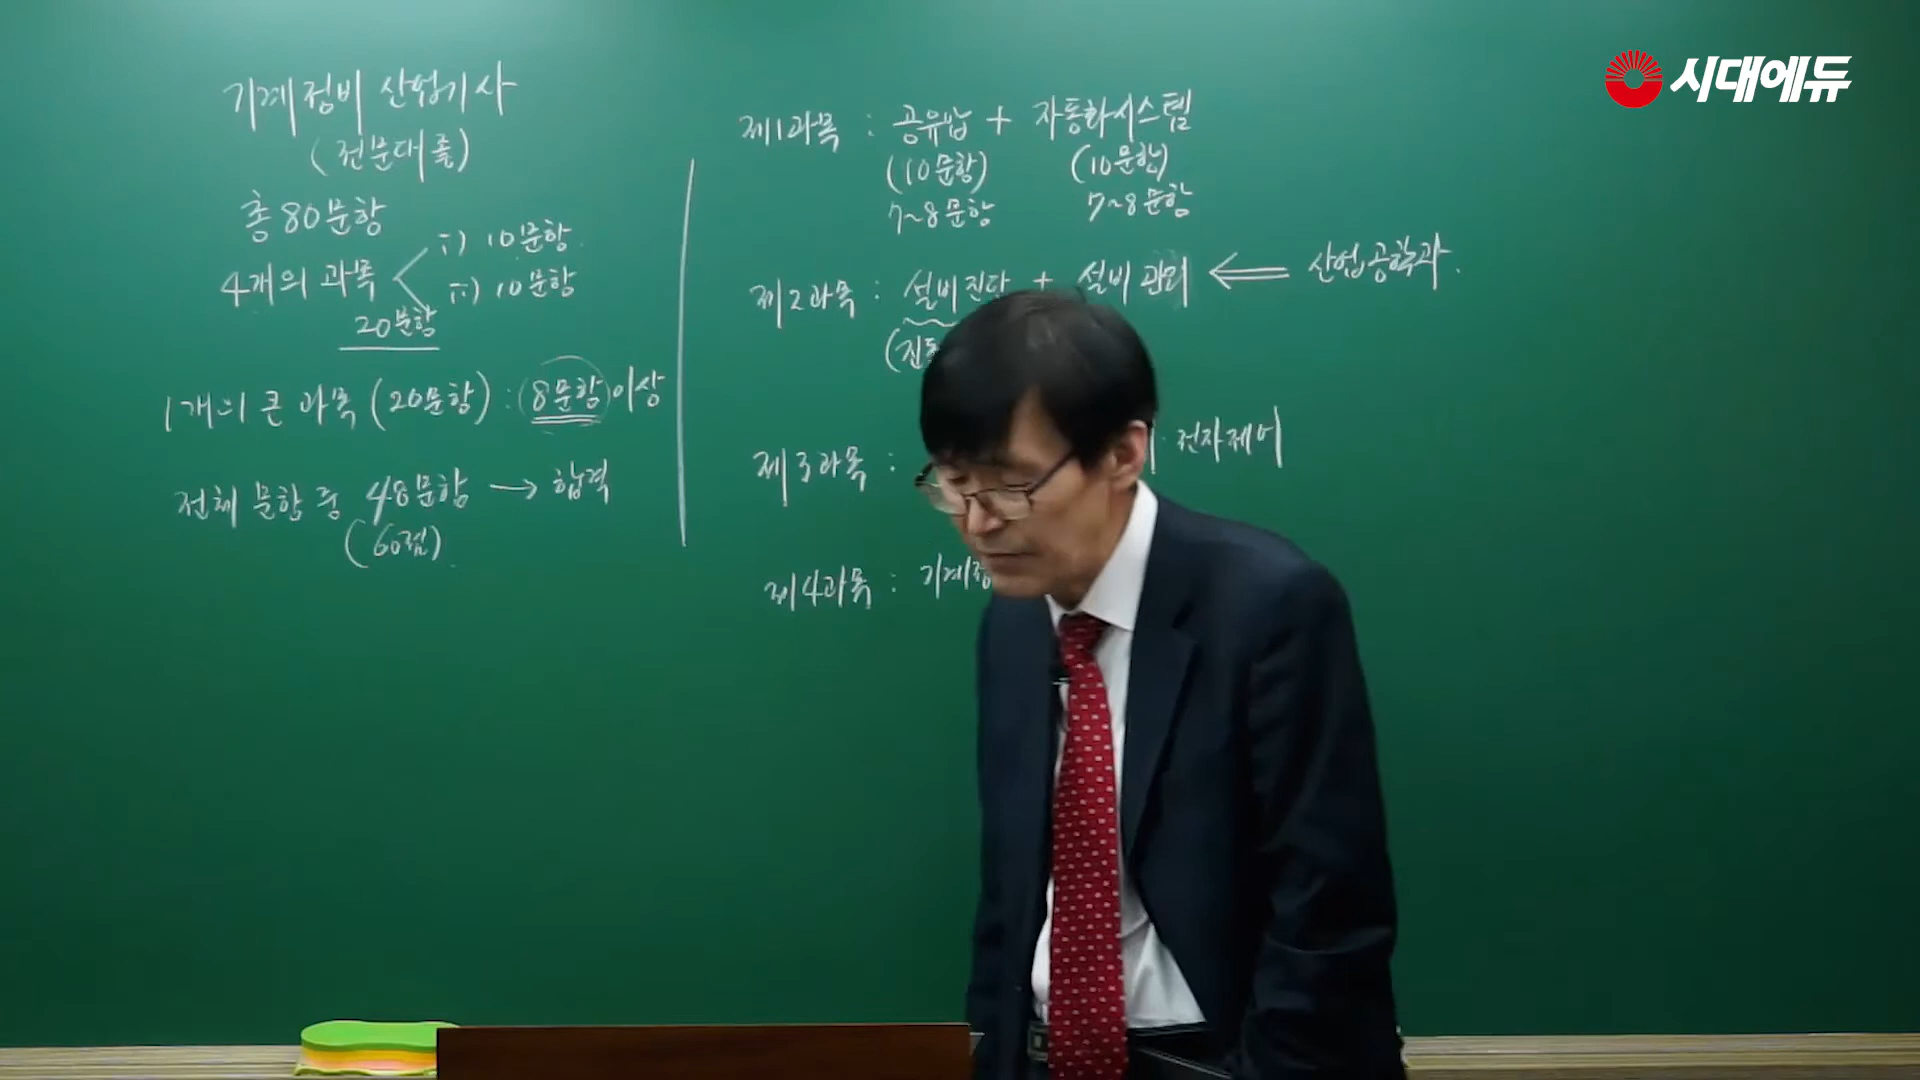 시대에듀
기계정비 산업기사
(전문대졸)
총 80문항
4개의 과목
i) 10문항
ii) 10문항
20문항
1개의 큰 과목 (20문항) : 8문항 이상
전체 문항 중 48문항 → 합격
(60점)
제1과목 : 공유압 + 자동화시스템
(10문항) (10문항)
7~8문항 7~8문항
제2과목 : 설비진단 + 설비관리 ⇐ 산업공학과.
(진동
제3과목 : 전자제어
제4과목 : 기계정